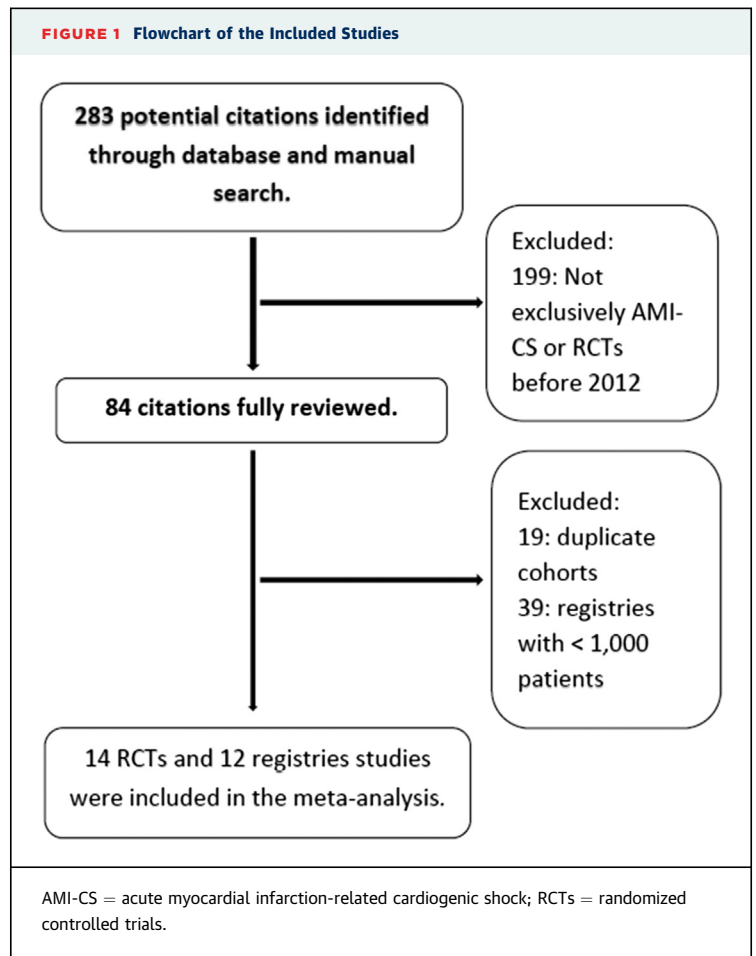 FIGURE 1 Flowchart of the Included Studies
283 potential citations identified
through database and manual
search.
Excluded:
199: Not
exclusively AMI-
CS or RCTs
before 2012
84 citations fully reviewed.
Excluded:
19: duplicate
cohorts
39: registries
with < 1,000
patients
14 RCTs and 12 registries studies
were included in the meta-analysis.
AMI-CS = acute myocardial infarction-related cardiogenic shock; RCTs = randomized
controlled trials.